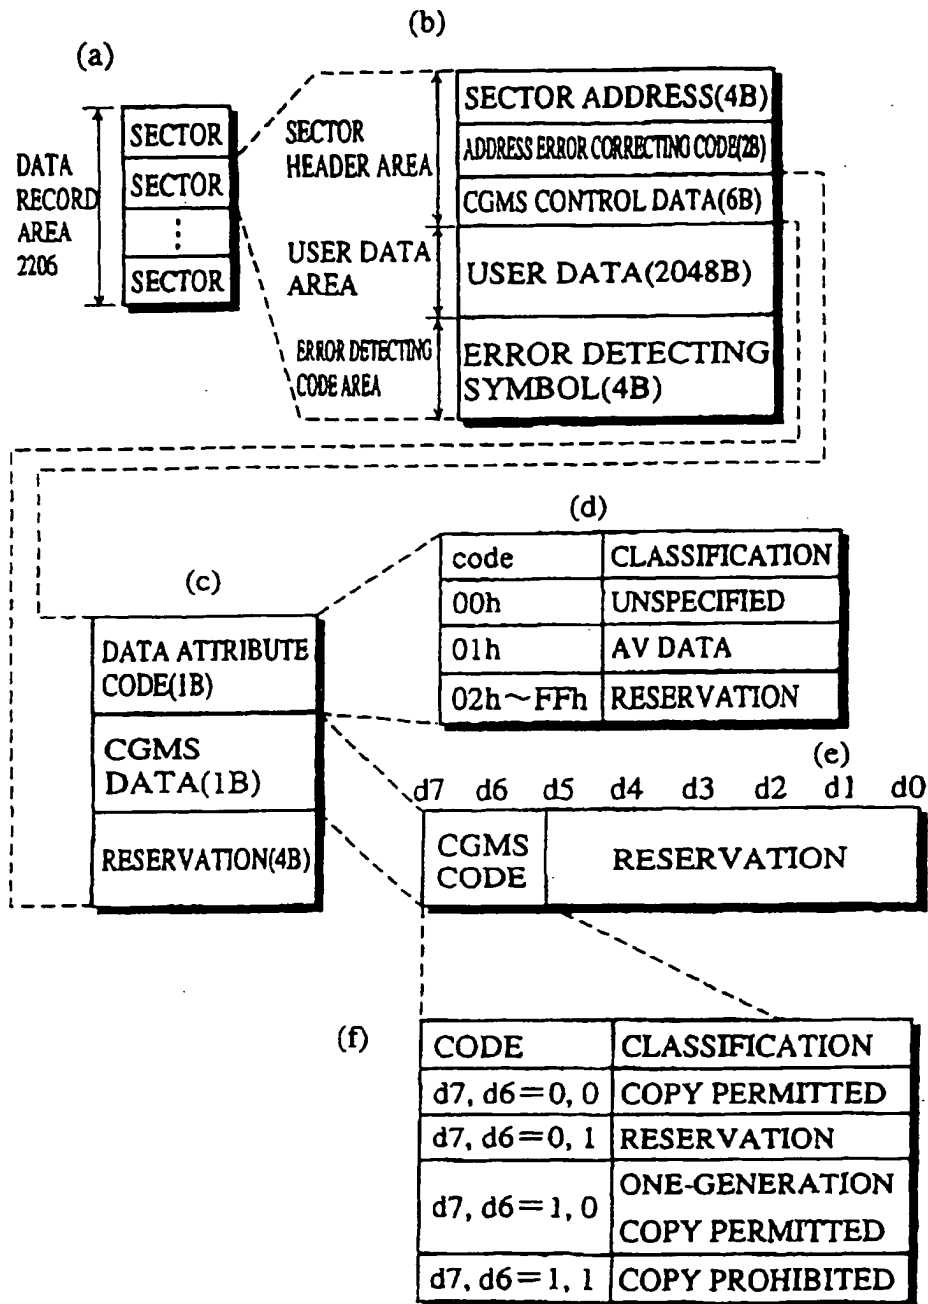 (a)
DATA
RECORD
AREA
2206
SECTOR
SECTOR
⋮
SECTOR
(b)
SECTOR
HEADER AREA
USER DATA
AREA
ERROR DETECTING
CODE AREA
SECTOR ADDRESS(4B)
ADDRESS ERROR CORRECTING CODE(2B)
CGMS CONTROL DATA(6B)
USER DATA(2048B)
ERROR DETECTING
SYMBOL(4B)
(c)
DATA ATTRIBUTE
CODE(1B)
CGMS
DATA(1B)
RESERVATION(4B)
(d)
code CLASSIFICATION
00h UNSPECIFIED
01h AV DATA
02h~FFh RESERVATION
(e)
d7 d6 d5 d4 d3 d2 d1 d0
CGMS
CODE
RESERVATION
(f)
CODE CLASSIFICATION
d7, d6=0, 0 COPY PERMITTED
d7, d6=0, 1 RESERVATION
d7, d6=1, 0 ONE-GENERATION
COPY PERMITTED
d7, d6=1, 1 COPY PROHIBITED